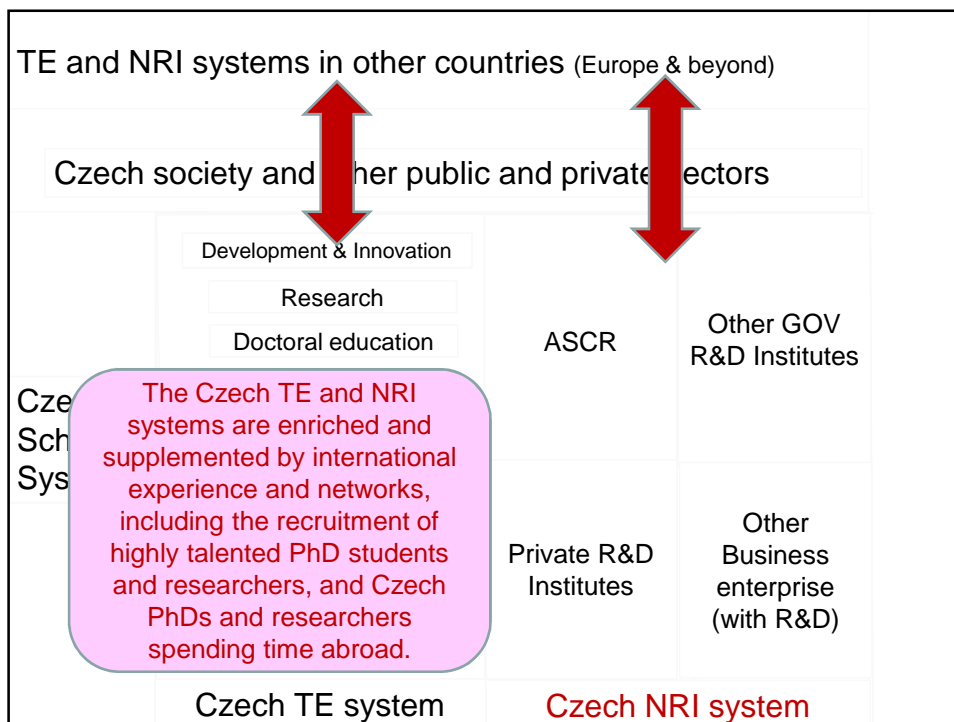 TE and NRI systems in other countries (Europe & beyond)
Czech society and her public and private ectors
Development & Innovation
Research
Doctoral education
ASCR
Other GOV
R&D Institutes
Cze
Sch
Sys
The Czech TE and NRI
systems are enriched and
supplemented by international
experience and networks,
including the recruitment of
highly talented PhD students
and researchers, and Czech
PhDs and researchers
spending time abroad.
Private R&D
Institutes
Other
Business
enterprise
(with R&D)
Czech TE system
Czech NRI system